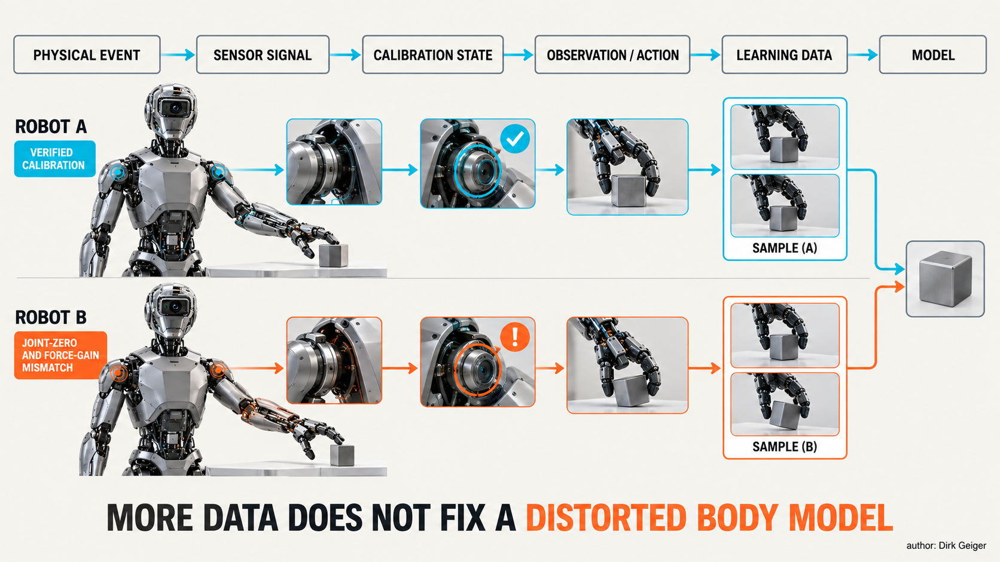 PHYSICAL EVENT
SENSOR SIGNAL
CALIBRATION STATE
OBSERVATION / ACTION
LEARNING DATA
MODEL
ROBOT A
VERIFIED
CALIBRATION
SAMPLE (A)
ROBOT B
JOINT-ZERO
AND FORCE-GAIN
MISMATCH
SAMPLE (B)
MORE DATA DOES NOT FIX A DISTORTED BODY MODEL
author: Dirk Geiger